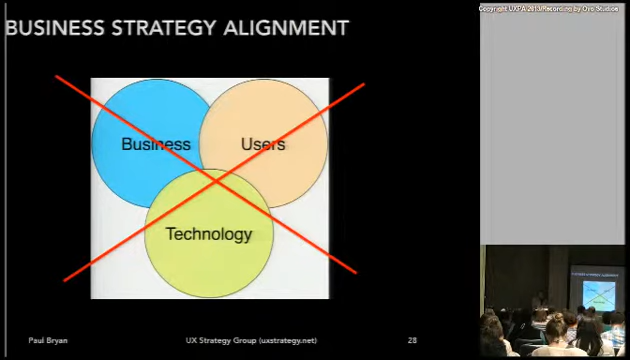 Copyright UXPA 2013/Recording by Ovo Studios
BUSINESS STRATEGY ALIGNMENT
Business
Users
Technology
Paul Bryan
UX Strategy Group (uxstrategy.net)
28